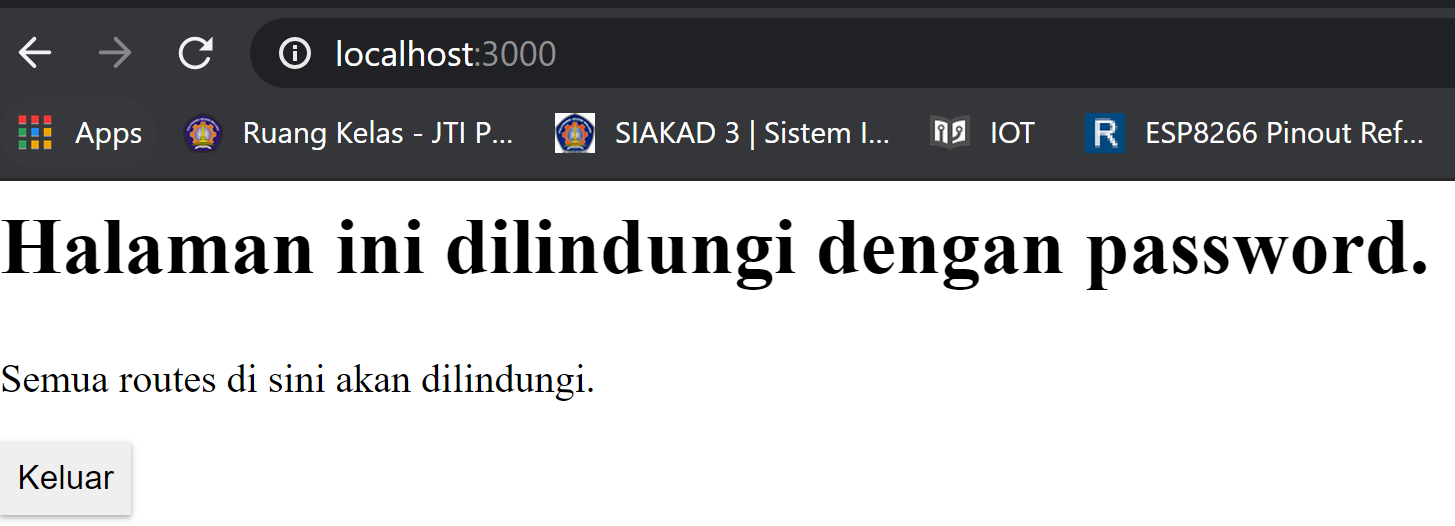 localhost:3000
Apps Ruang Kelas - JTI P... SIAKAD 3 | Sistem I... IOT R ESP8266 Pinout Ref...
Halaman ini dilindungi dengan password.
Semua routes di sini akan dilindungi.
Keluar